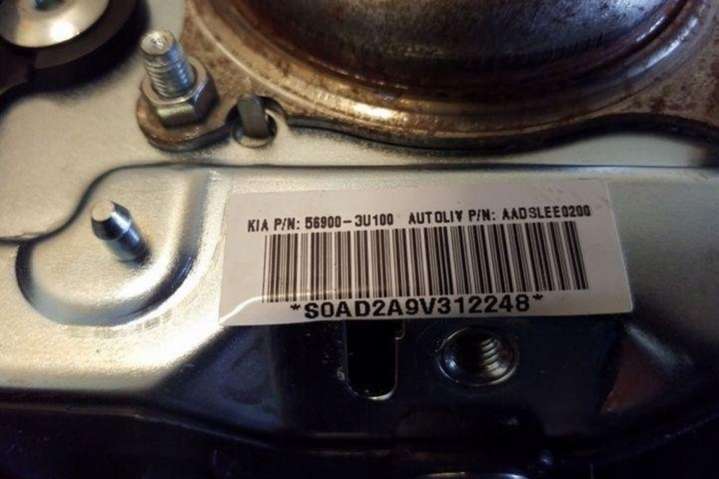 KIA P/N: 56900-3U100 AUTOLIV P/N: AADSLEE0200
*S0AD2A9V312248*